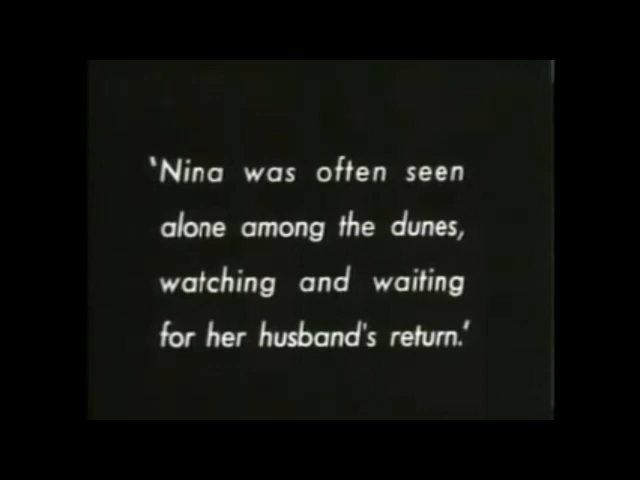 ‛Nina was often seen
alone among the dunes,
watching and waiting
for her husband's return.’